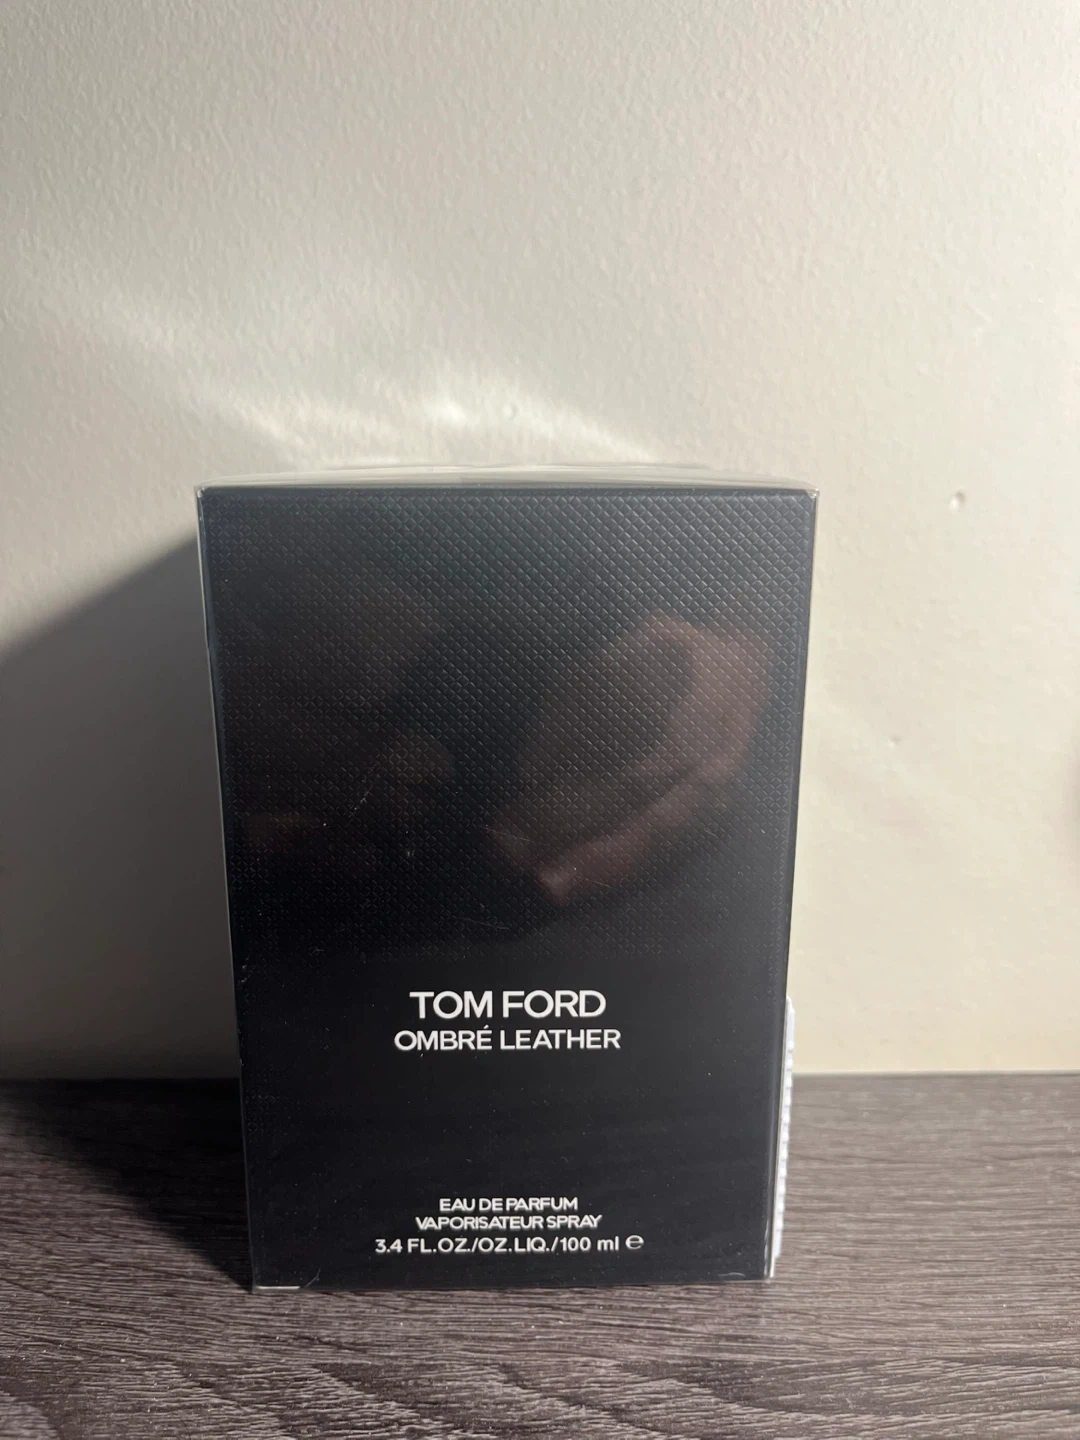 TOM FORD
OMBRÉ LEATHER
EAU DE PARFUM
VAPORISATEUR SPRAY
3.4 FL.OZ./OZ.LIQ./100 ml ℮